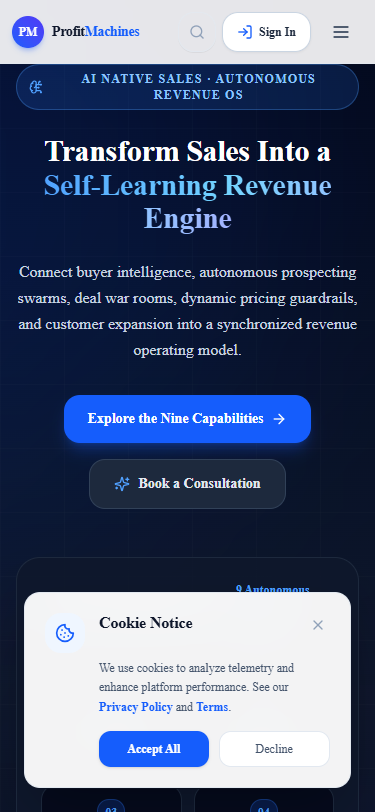 PM ProfitMachines Sign In
AI NATIVE SALES · AUTONOMOUS
REVENUE OS
Transform Sales Into a
Self-Learning Revenue
Engine
Connect buyer intelligence, autonomous prospecting
swarms, deal war rooms, dynamic pricing guardrails,
and customer expansion into a synchronized revenue
operating model.
Explore the Nine Capabilities
Book a Consultation
9 Autonomous
Cookie Notice
We use cookies to analyze telemetry and
enhance platform performance. See our
Privacy Policy and Terms.
Accept All Decline
03 04